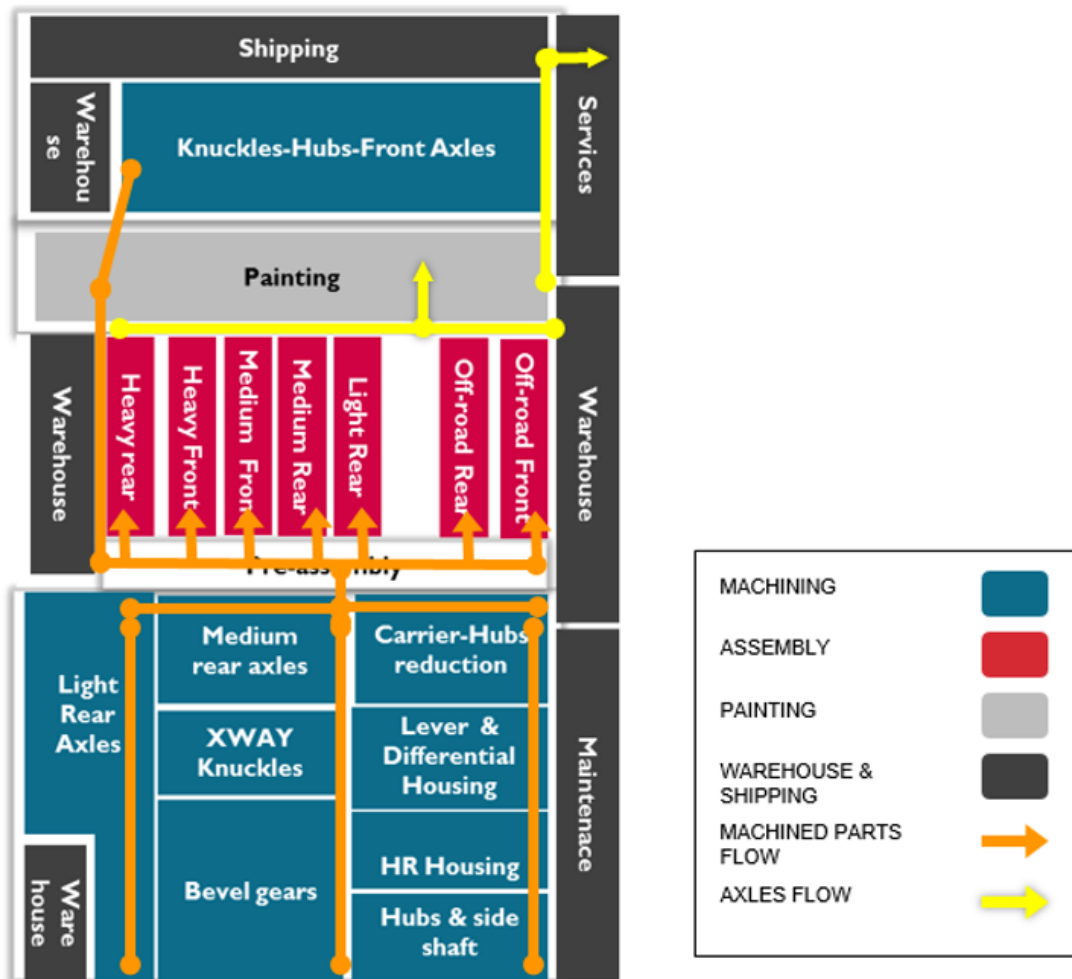 Shipping
Warehou
se
Knuckles-Hubs-Front Axles
Services
Painting
Warehouse
Heavy rear
Heavy Front
Medium Fron
Medium Rear
Light Rear
Off-road Rear
Off-road Front
Warehouse
Pre-assembly
Light
Rear
Axles
Medium
rear axles
Carrier-Hubs
reduction
XWAY
Knuckles
Lever &
Differential
Housing
Maintenace
Bevel gears
HR Housing
Hubs & side
shaft
Ware
house
MACHINING
ASSEMBLY
PAINTING
WAREHOUSE &
SHIPPING
MACHINED PARTS
FLOW
AXLES FLOW